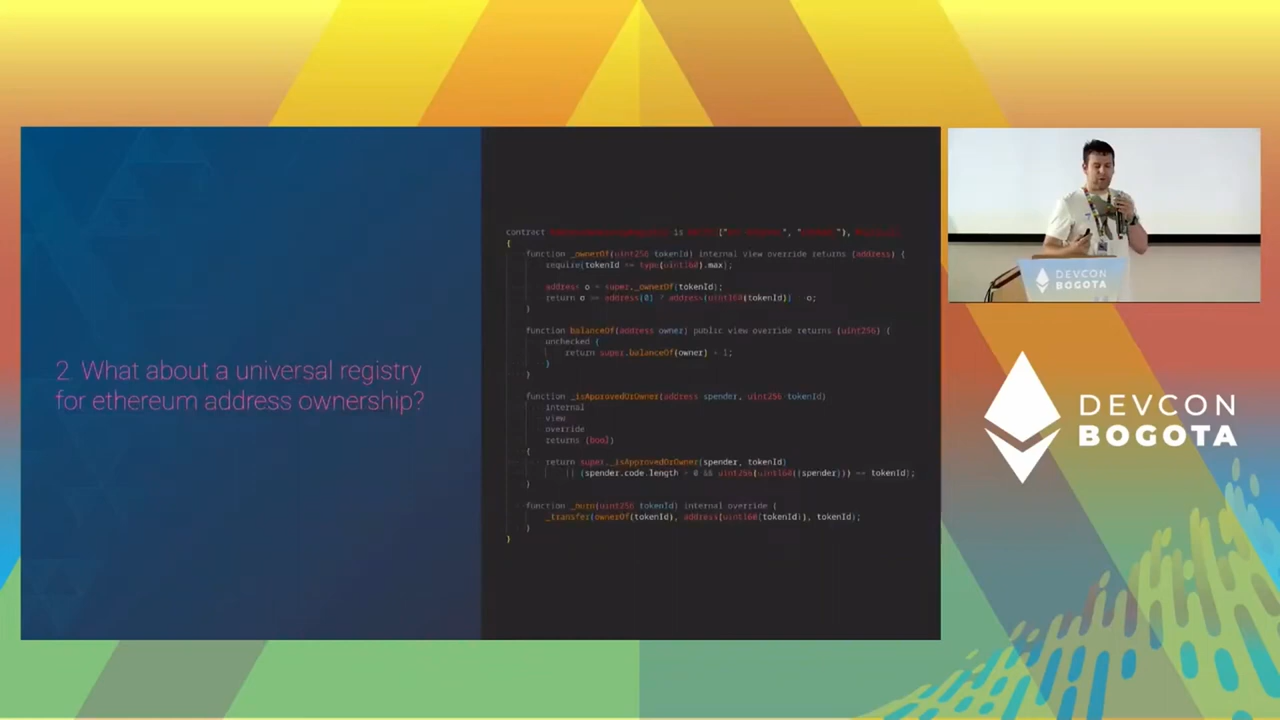 2. What about a universal registry
for ethereum address ownership?
contract is
{
function _ownerOf(uint256 tokenId) internal view override returns (address) {
require(tokenId <= type(uint160).max);
address o = super._ownerOf(tokenId);
return o == address(0) ? address(uint160(tokenId)) : o;
}
function balanceOf(address owner) public view override returns (uint256) {
unchecked {
return super.balanceOf(owner) + 1;
}
}
function _isApprovedOrOwner(address spender, uint256 tokenId)
internal
view
override
returns (bool)
{
return super._isApprovedOrOwner(spender, tokenId)
|| (spender.code.length > 0 && uint256(uint160((spender))) == tokenId);
}
function _burn(uint256 tokenId) internal override {
_transfer(ownerOf(tokenId), address(uint160(tokenId)), tokenId);
}
}
DEVCON
BOGOTA
DEVCON
BOGOTA